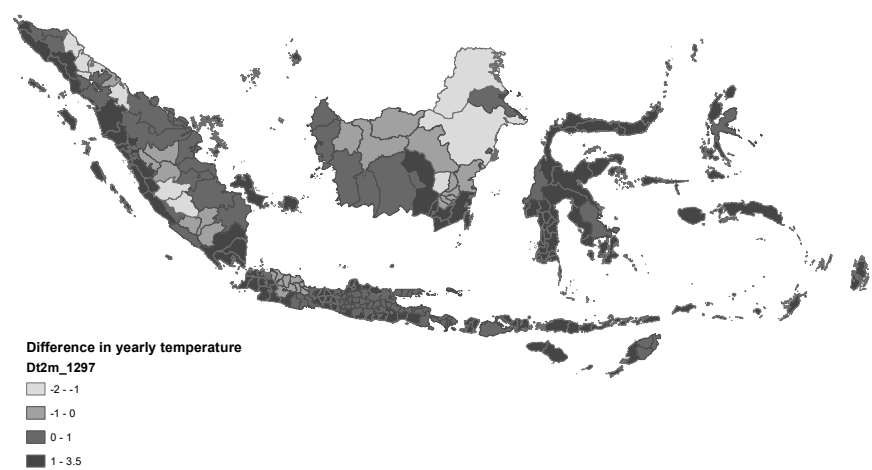 Difference in yearly temperature
Dt2m_1297
-2 - -1
-1 - 0
0 - 1
1 - 3.5